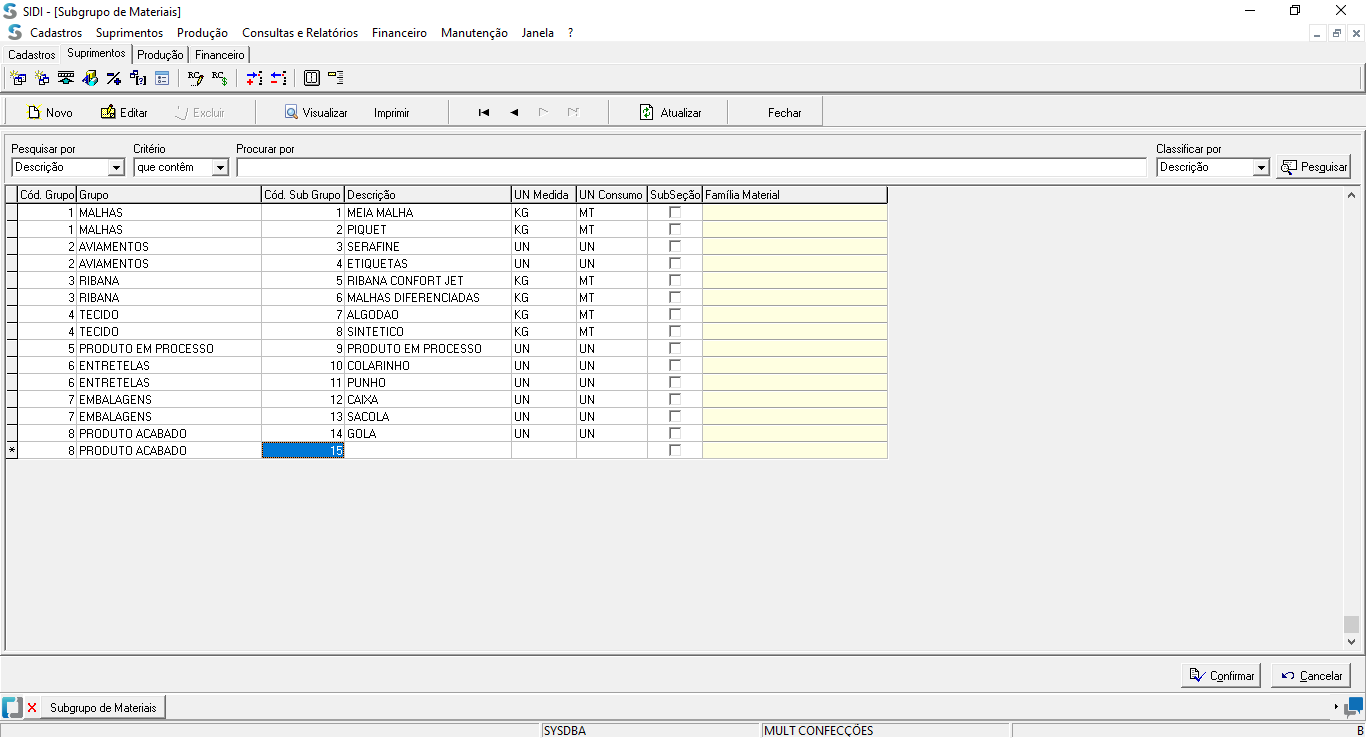 SIDI - [Subgrupo de Materiais]
Cadastros Suprimentos Produção Consultas e Relatórios Financeiro Manutenção Janela ?
Cadastros Suprimentos Produção Financeiro
Novo Editar Excluir Visualizar Imprimir Atualizar Fechar
Pesquisar por Critério Procurar por Classificar por
Descrição que contêm Descrição Pesquisar
Cód. Grupo Grupo Cód. Sub Grupo Descrição UN Medida UN Consumo SubSeção Família Material
1 MALHAS 1 MEIA MALHA KG MT
1 MALHAS 2 PIQUET KG MT
2 AVIAMENTOS 3 SERAFINE UN UN
2 AVIAMENTOS 4 ETIQUETAS UN UN
3 RIBANA 5 RIBANA CONFORT JET KG MT
3 RIBANA 6 MALHAS DIFERENCIADAS KG MT
4 TECIDO 7 ALGODAO KG MT
4 TECIDO 8 SINTETICO KG MT
5 PRODUTO EM PROCESSO 9 PRODUTO EM PROCESSO UN UN
6 ENTRETELAS 10 COLARINHO UN UN
6 ENTRETELAS 11 PUNHO UN UN
7 EMBALAGENS 12 CAIXA UN UN
7 EMBALAGENS 13 SACOLA UN UN
8 PRODUTO ACABADO 14 GOLA UN UN
* 8 PRODUTO ACABADO 15
Confirmar Cancelar
Subgrupo de Materiais
SYSDBA MULT CONFECÇÕES B